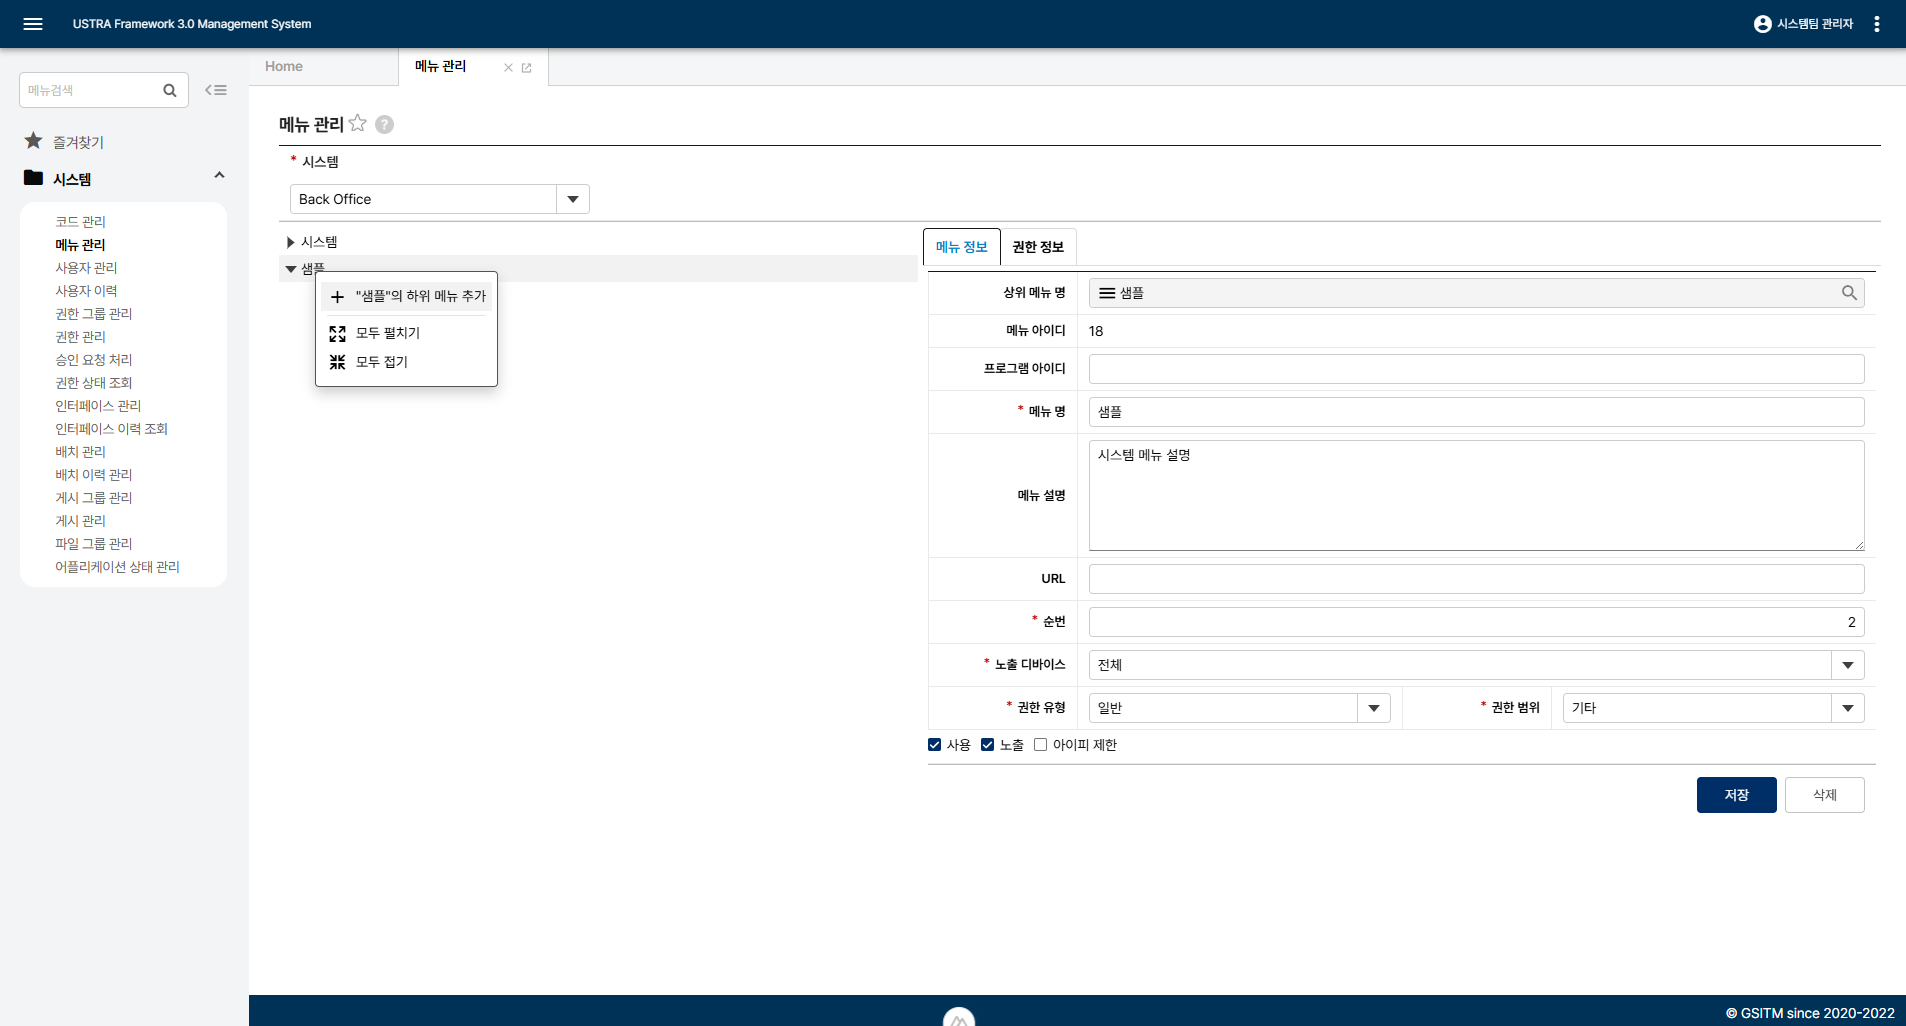 USTRA Framework 3.0 Management System
시스템팀 관리자
메뉴검색
즐겨찾기
시스템
코드 관리
메뉴 관리
사용자 관리
사용자 이력
권한 그룹 관리
권한 관리
승인 요청 처리
권한 상태 조회
인터페이스 관리
인터페이스 이력 조회
배치 관리
배치 이력 관리
게시 그룹 관리
게시 관리
파일 그룹 관리
어플리케이션 상태 관리
Home
메뉴 관리
메뉴 관리 ?
* 시스템
Back Office
시스템
샘플
"샘플"의 하위 메뉴 추가
모두 펼치기
모두 접기
메뉴 정보 권한 정보
상위 메뉴 명 샘플
메뉴 아이디 18
프로그램 아이디
* 메뉴 명 샘플
메뉴 설명 시스템 메뉴 설명
URL
* 순번 2
* 노출 디바이스 전체
* 권한 유형 일반 * 권한 범위 기타
사용 노출 아이피 제한
저장 삭제
© GSITM since 2020-2022